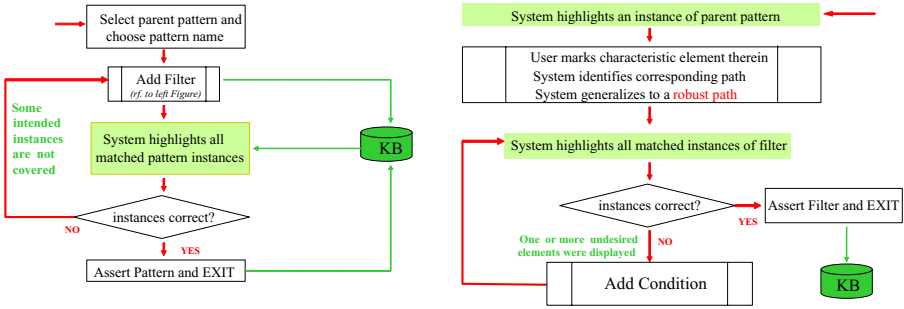 Select parent pattern and
choose pattern name
Add Filter
(rf. to left Figure)
Some
intended
instances
are not
covered
System highlights all
matched pattern instances
KB
instances correct?
NO
YES
Assert Pattern and EXIT
System highlights an instance of parent pattern
User marks characteristic element therein
System identifies corresponding path
System generalizes to a robust path
System highlights all matched instances of filter
instances correct?
YES
Assert Filter and EXIT
One or more undesired
elements were displayed
NO
Add Condition
KB